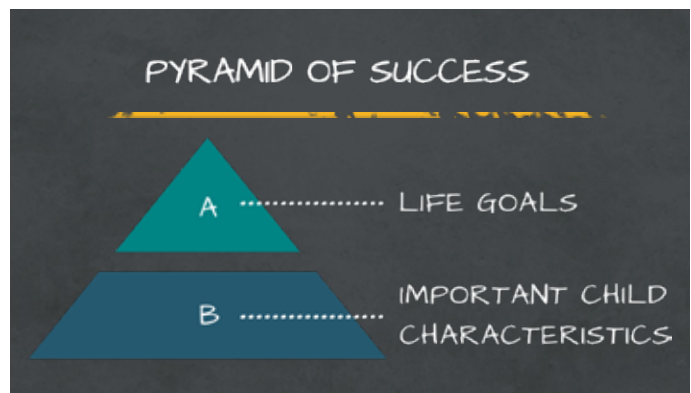 PYRAMID OF SUCCESS
A
LIFE GOALS
B
IMPORTANT CHILD
CHARACTERISTICS